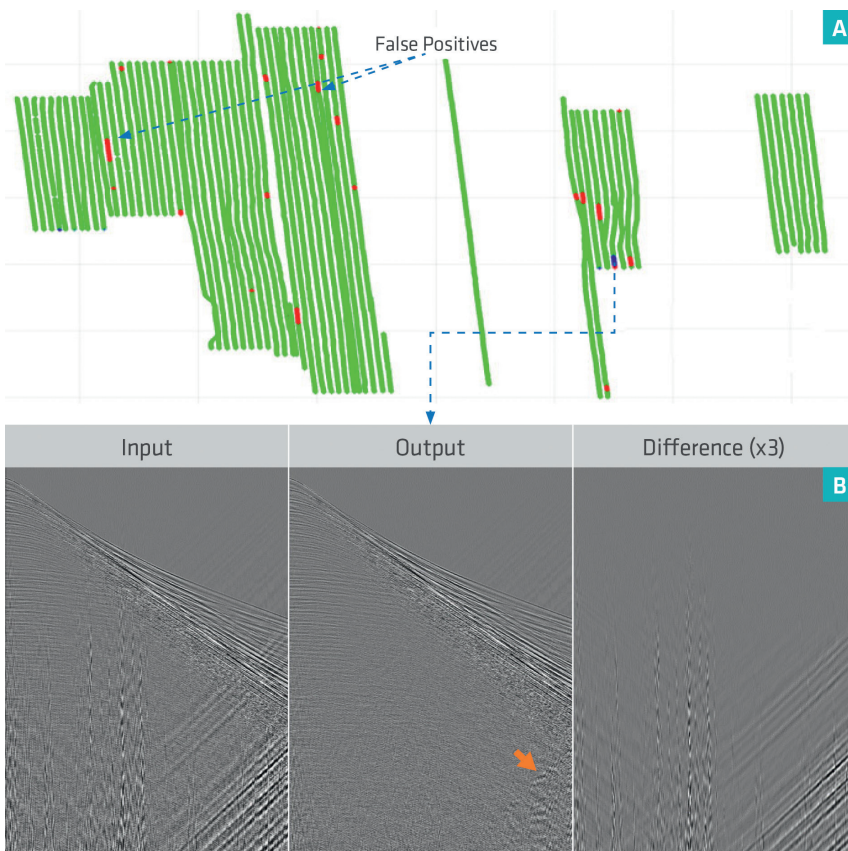 A
False Positives
Input
Output
Difference (x3)
B